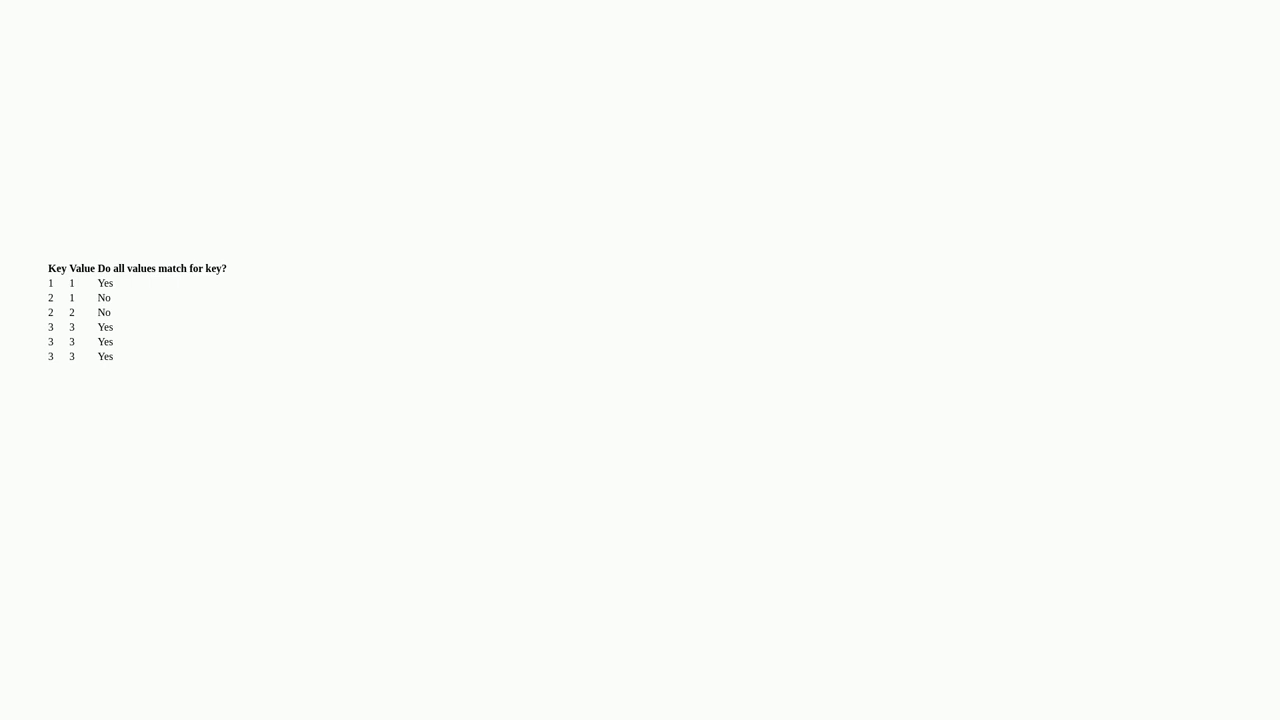 Key Value Do all values match for key?
1 1 Yes
2 1 No
2 2 No
3 3 Yes
3 3 Yes
3 3 Yes